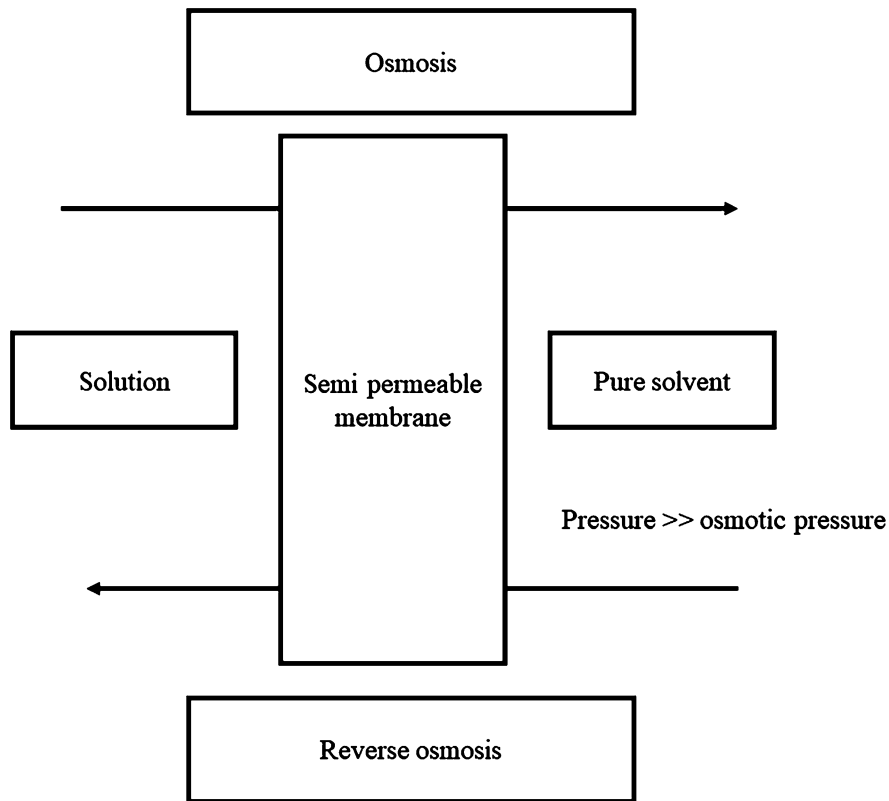 Osmosis
Solution
Semi permeable
membrane
Pure solvent
Pressure >> osmotic pressure
Reverse osmosis